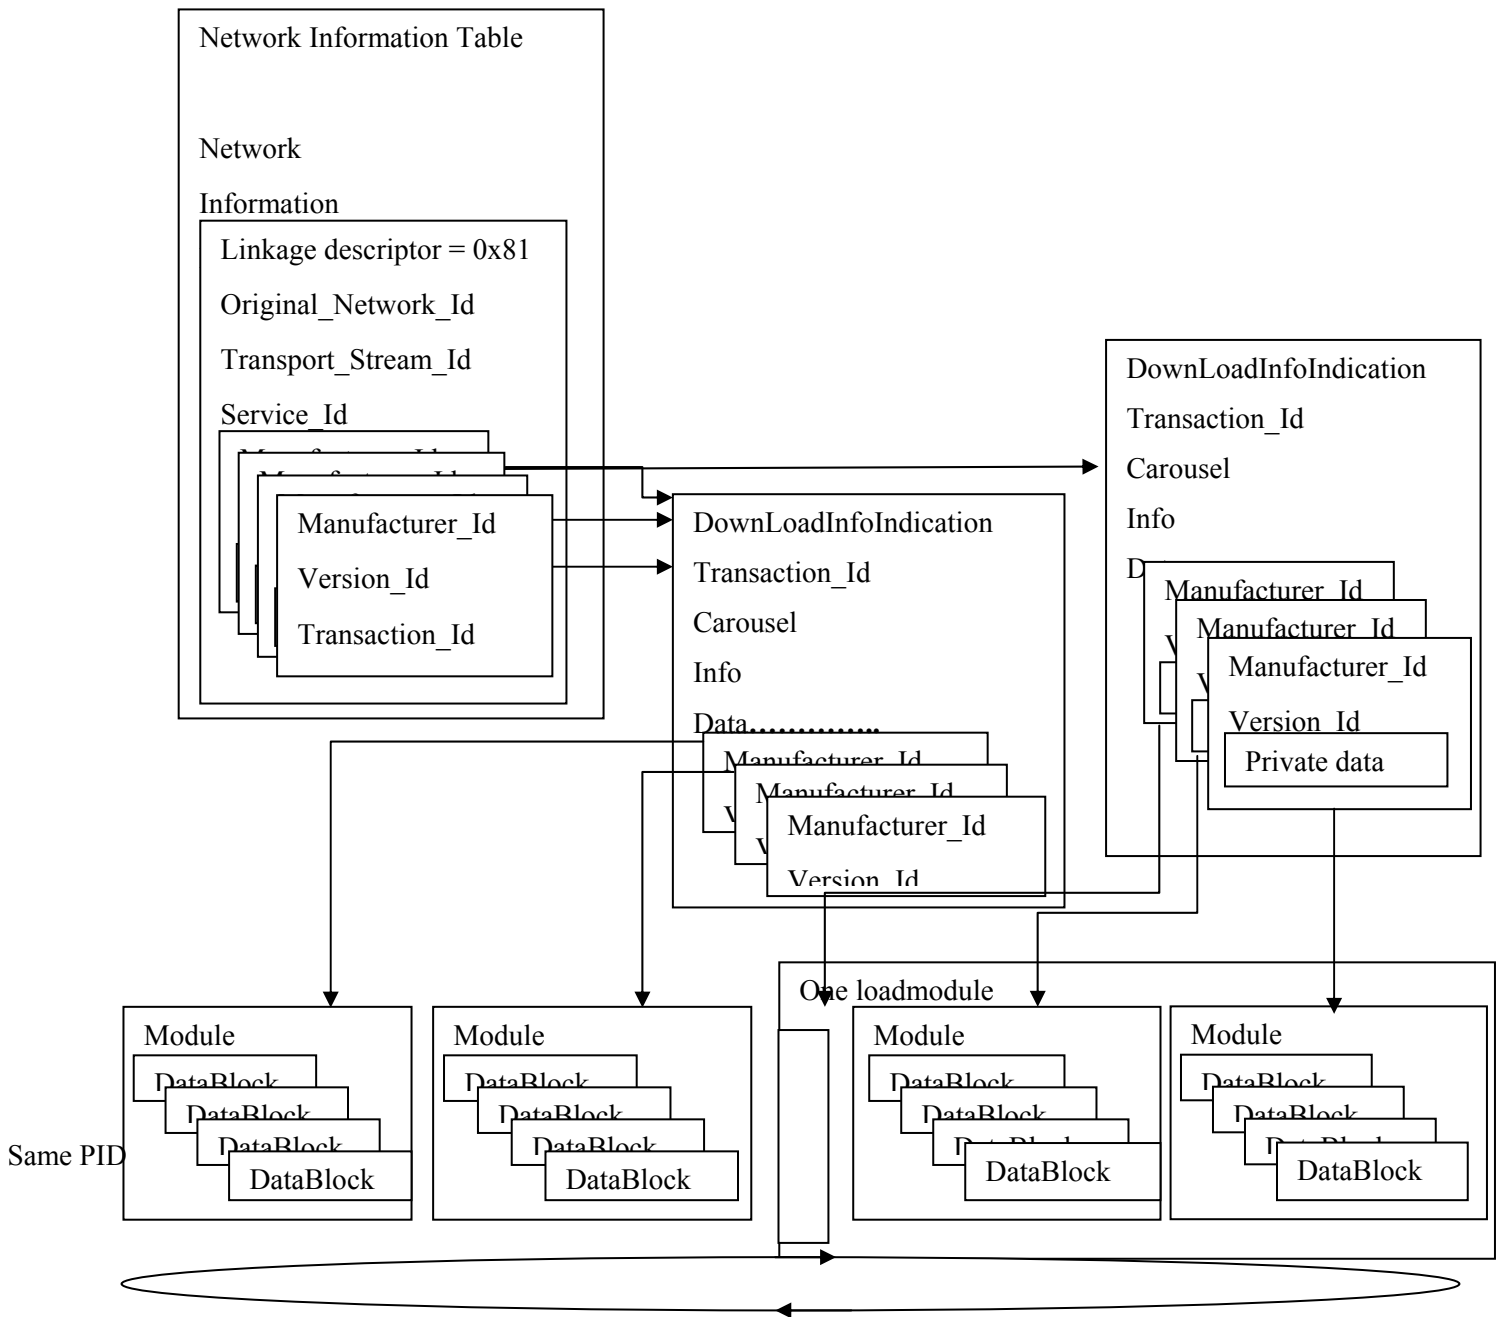 Network Information Table
Network
Information
Linkage descriptor = 0x81
Original_Network_Id
Transport_Stream_Id
Service_Id
Manufacturer_Id
Version_Id
Transaction_Id
DownLoadInfoIndication
Transaction_Id
Carousel
Info
Data..............
Manufacturer_Id
Manufacturer_Id
Manufacturer_Id
Version_Id
DownLoadInfoIndication
Transaction_Id
Carousel
Info
Manufacturer_Id
Manufacturer_Id
Manufacturer_Id
Version_Id
Private data
One loadmodule
Module
DataBlock
DataBlock
DataBlock
DataBlock
Module
DataBlock
DataBlock
DataBlock
DataBlock
Module
DataBlock
DataBlock
DataBlock
DataBlock
Module
DataBlock
DataBlock
DataBlock
DataBlock
Same PID